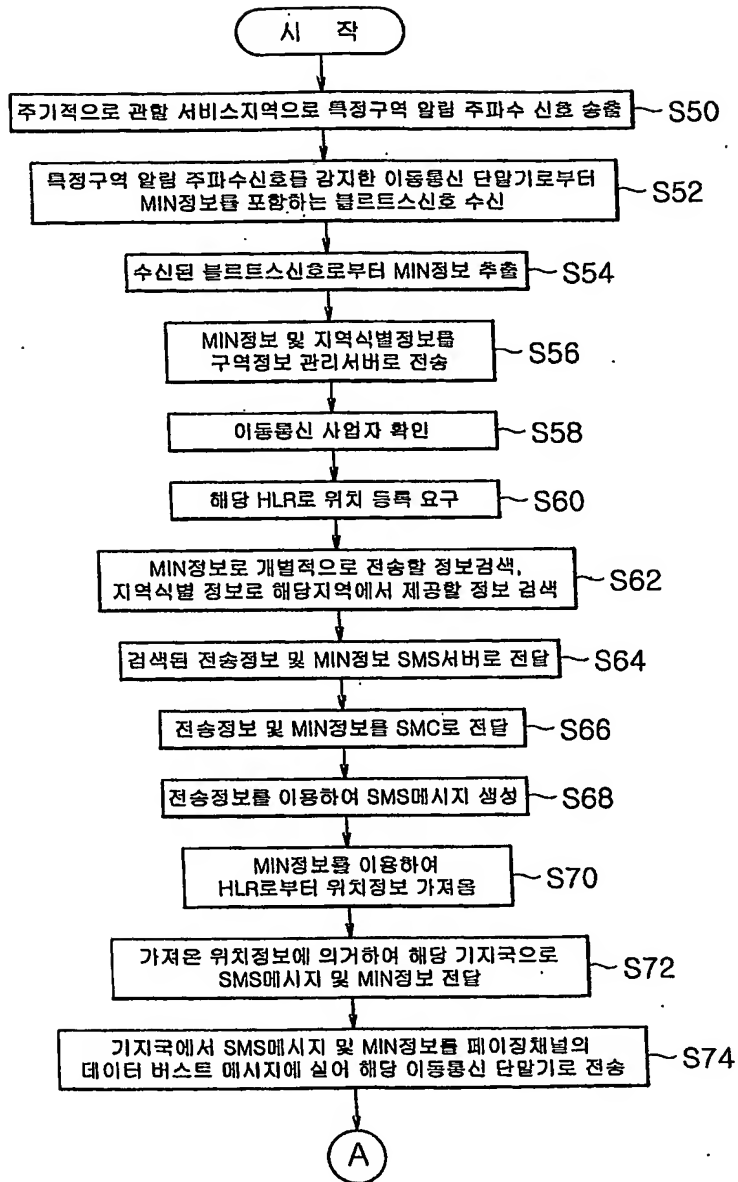 시 작
주기적으로 관할 서비스지역으로 특정구역 알림 주파수 신호 송출
S50
특정구역 알림 주파수신호를 감지한 이동통신 단말기로부터
MIN정보를 포함하는 블르트스신호 수신
S52
수신된 블르트스신호로부터 MIN정보 추출
S54
MIN정보 및 지역식별정보를
구역정보 관리서버로 전송
S56
이동통신 사업자 확인
S58
해당 HLR로 위치 등록 요구
S60
MIN정보로 개별적으로 전송할 정보검색,
지역식별 정보로 해당지역에서 제공할 정보 검색
S62
검색된 전송정보 및 MIN정보 SMS서버로 전달
S64
전송정보 및 MIN정보를 SMC로 전달
S66
전송정보를 이용하여 SMS메시지 생성
S68
MIN정보를 이용하여
HLR로부터 위치정보 가져옴
S70
가져온 위치정보에 의거하여 해당 기지국으로
SMS메시지 및 MIN정보 전달
S72
기지국에서 SMS메시지 및 MIN정보를 페이징채널의
데이터 버스트 메시지에 실어 해당 이동통신 단말기로 전송
S74
A